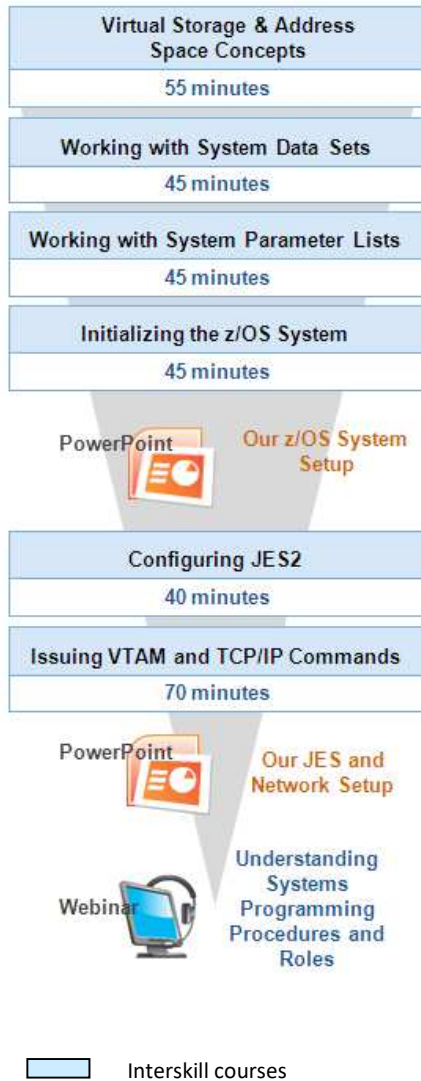 Virtual Storage & Address
Space Concepts
55 minutes
Working with System Data Sets
45 minutes
Working with System Parameter Lists
45 minutes
Initializing the z/OS System
45 minutes
PowerPoint
Our z/OS System
Setup
Configuring JES2
40 minutes
Issuing VTAM and TCP/IP Commands
70 minutes
PowerPoint
Our JES and
Network Setup
Webinar
Understanding
Systems
Programming
Procedures and
Roles
Interskill courses